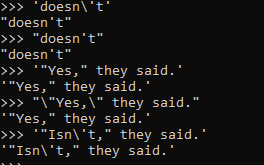 >>> 'doesn\'t'
"doesn't"
>>> "doesn't"
"doesn't"
>>> '"Yes," they said.'
'"Yes," they said.'
>>> "\"Yes,\" they said."
'"Yes," they said.'
>>> '"Isn\'t," they said.'
'"Isn\'t," they said.'
>>>